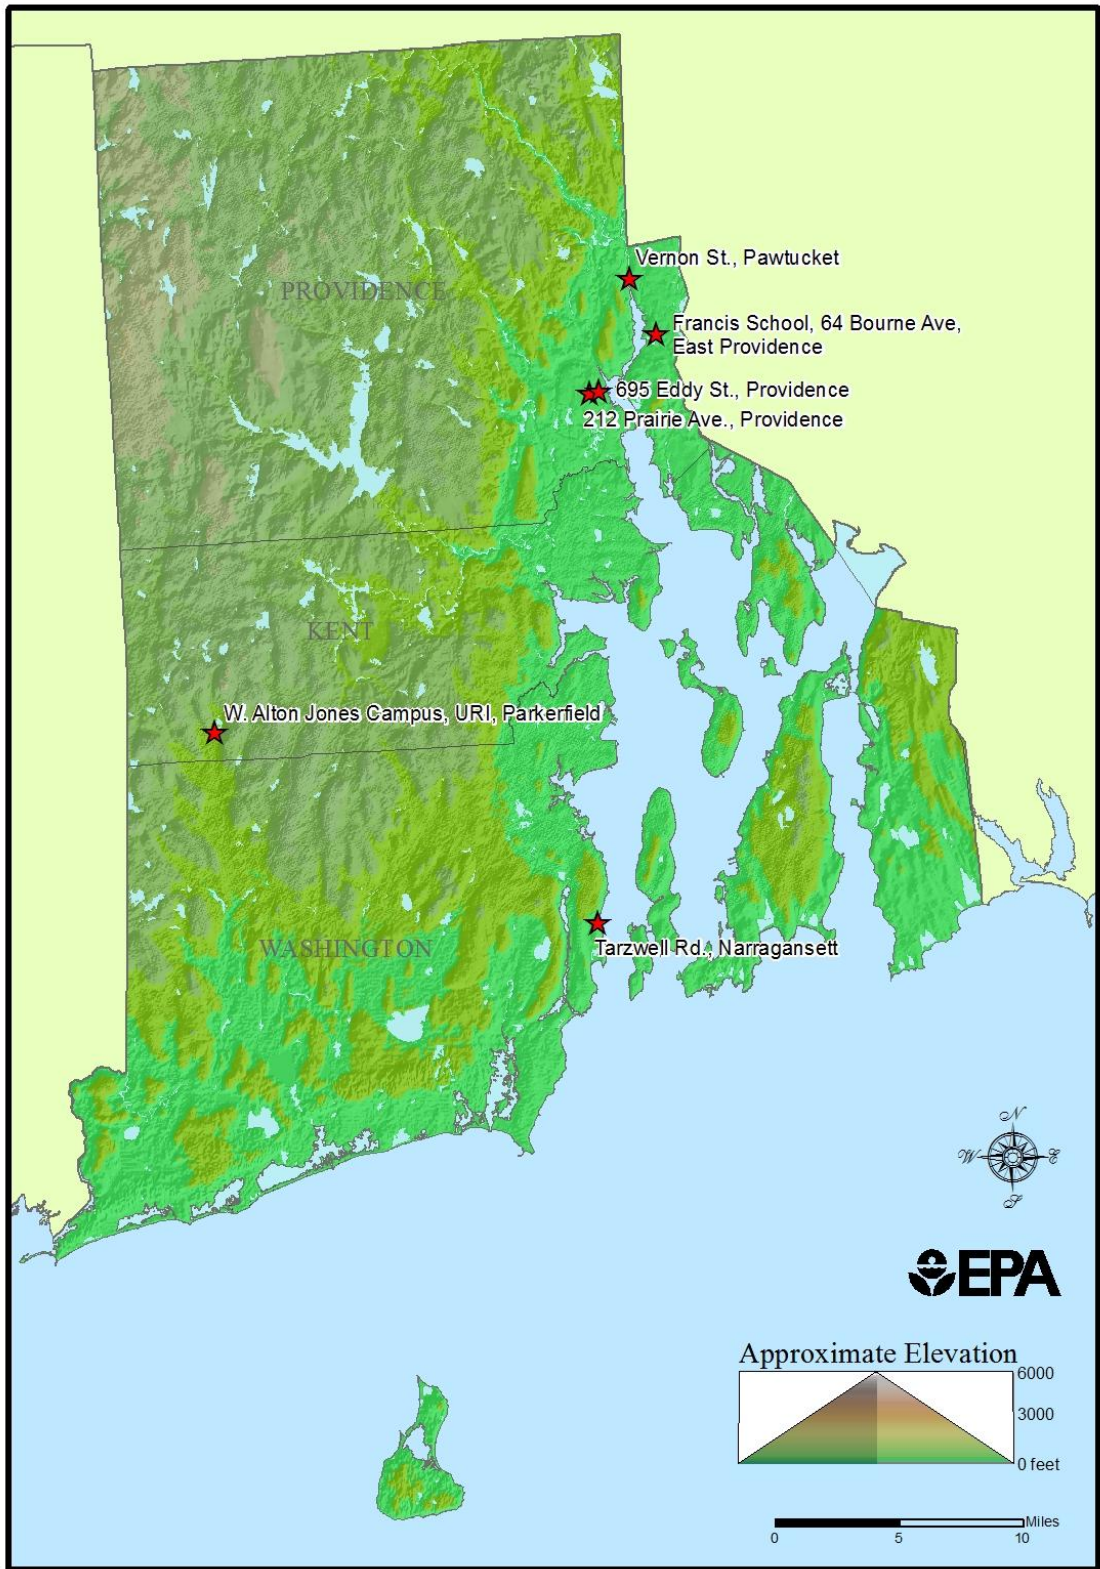 Vernon St., Pawtucket
PROVIDENCE
Francis School, 64 Bourne Ave,
East Providence
695 Eddy St., Providence
212 Prairie Ave., Providence
KENT
W. Alton Jones Campus, URI, Parkerfield
WASHINGTON
Tarzwell Rd., Narragansett
N
W E
S
EPA
Approximate Elevation
6000
3000
0 feet
Miles
0 5 10